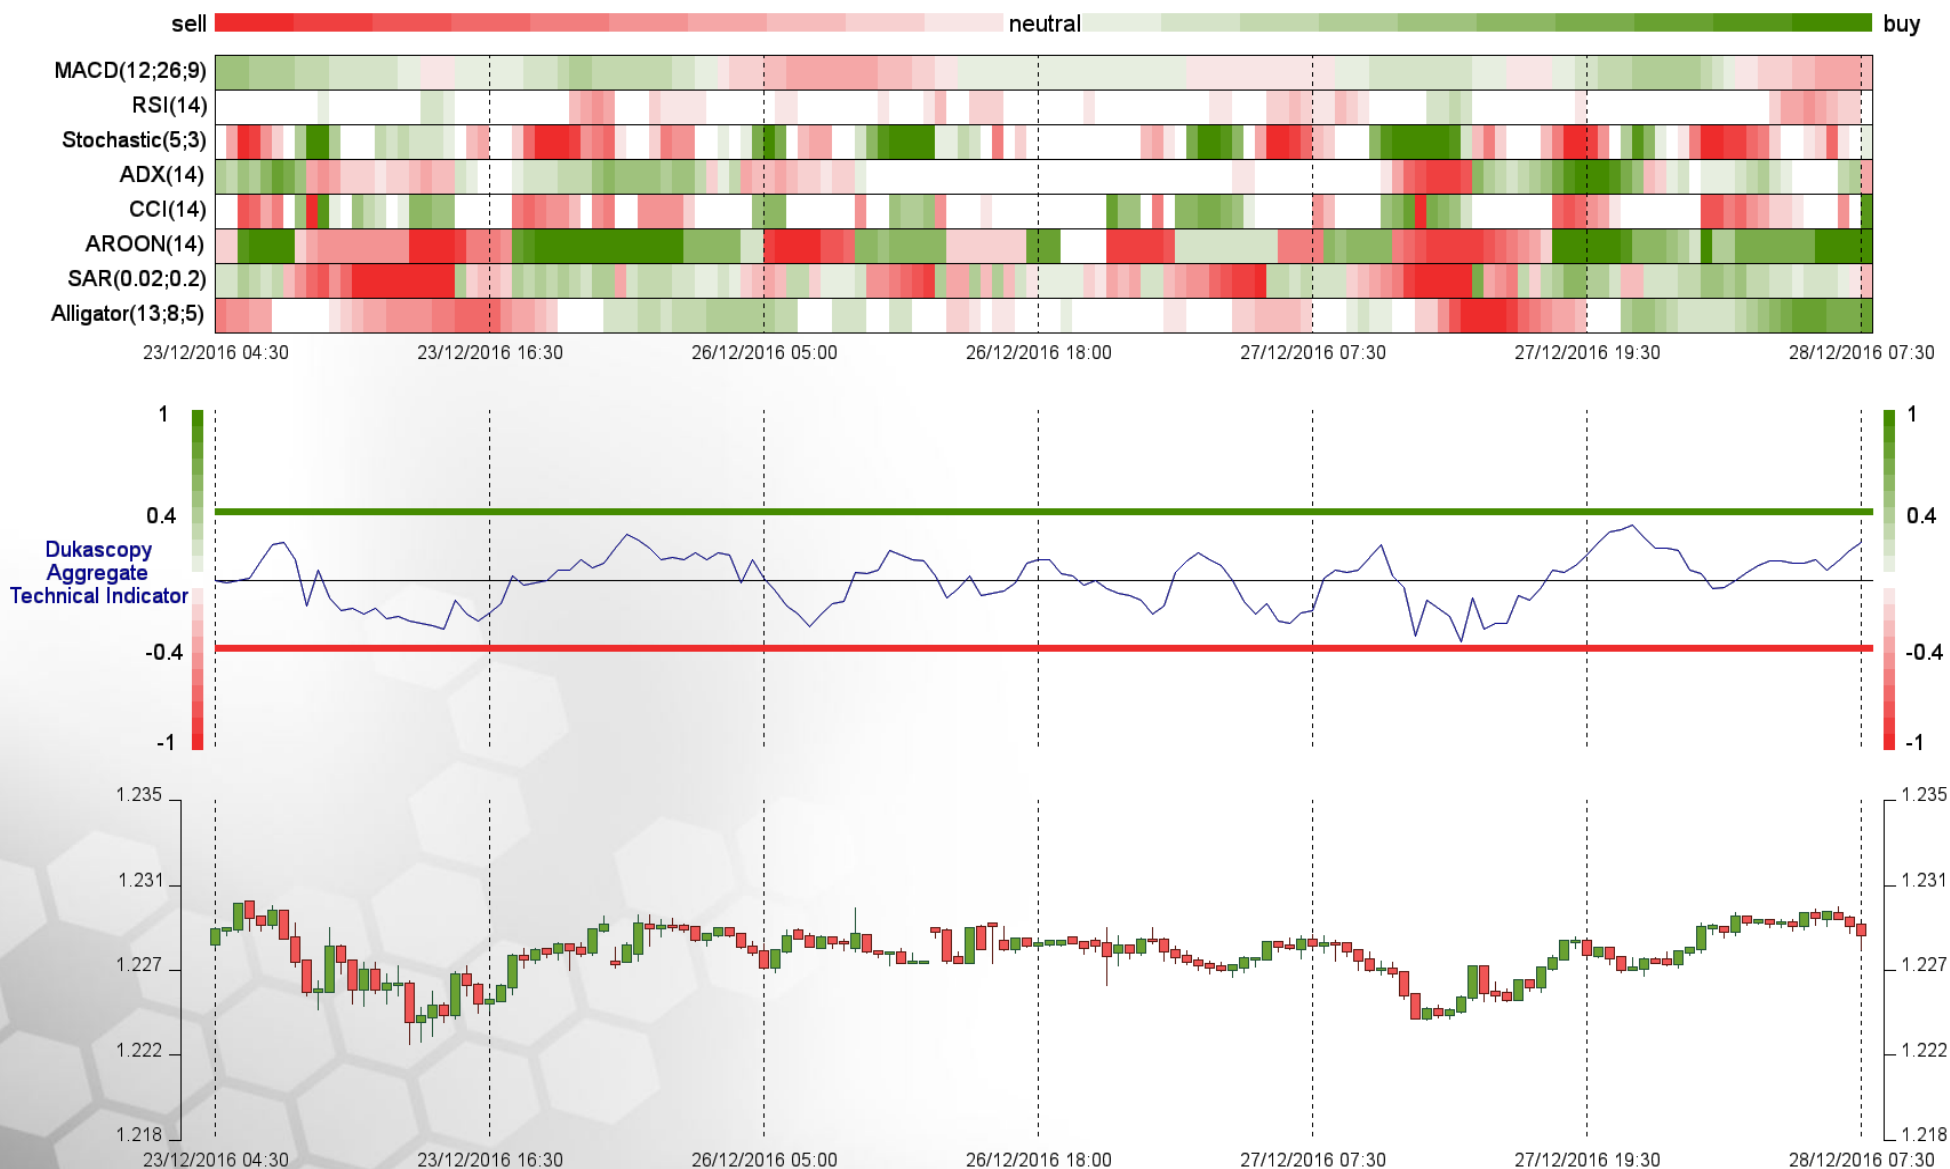 sell neutral buy
MACD(12;26;9)
RSI(14)
Stochastic(5;3)
ADX(14)
CCI(14)
AROON(14)
SAR(0.02;0.2)
Alligator(13;8;5)
23/12/2016 04:30 23/12/2016 16:30 26/12/2016 05:00 26/12/2016 18:00 27/12/2016 07:30 27/12/2016 19:30 28/12/2016 07:30
1 1
0.4 0.4
Dukascopy
Aggregate
Technical Indicator
-0.4 -0.4
-1 -1
1.235 1.235
1.231 1.231
1.227 1.227
1.222 1.222
1.218 1.218
23/12/2016 04:30 23/12/2016 16:30 26/12/2016 05:00 26/12/2016 18:00 27/12/2016 07:30 27/12/2016 19:30 28/12/2016 07:30